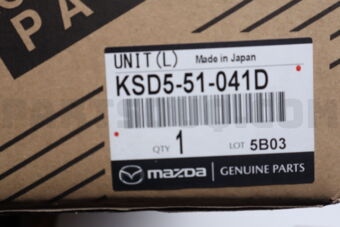 PA
UNIT (L) Made in Japan
KSD5-51-041D
1
QTY LOT 5B03
mazda GENUINE PARTS